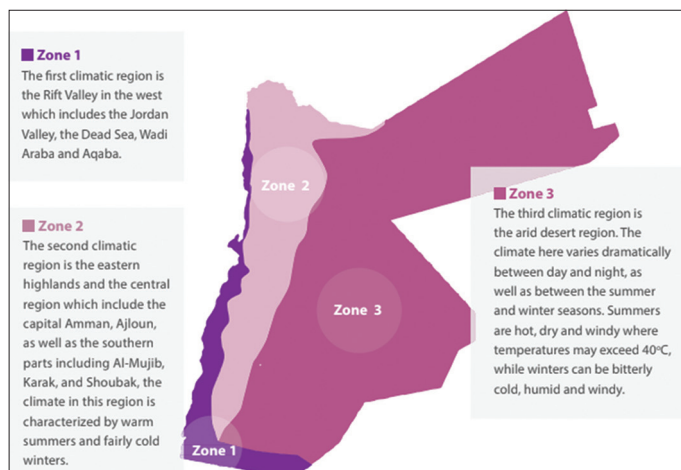 Zone 1
The first climatic region is
the Rift Valley in the west
which includes the Jordan
Valley, the Dead Sea, Wadi
Araba and Aqaba.
Zone 2
The second climatic
region is the eastern
highlands and the central
region which include the
capital Amman, Ajloun,
as well as the southern
parts including Al-Mujib,
Karak, and Shoubak, the
climate in this region is
characterized by warm
summers and fairly cold
winters.
Zone 2
Zone 3
Zone 1
Zone 3
The third climatic region is
the arid desert region. The
climate here varies dramatically
between day and night, as
well as between the summer
and winter seasons. Summers
are hot, dry and windy where
temperatures may exceed 40ºC,
while winters can be bitterly
cold, humid and windy.